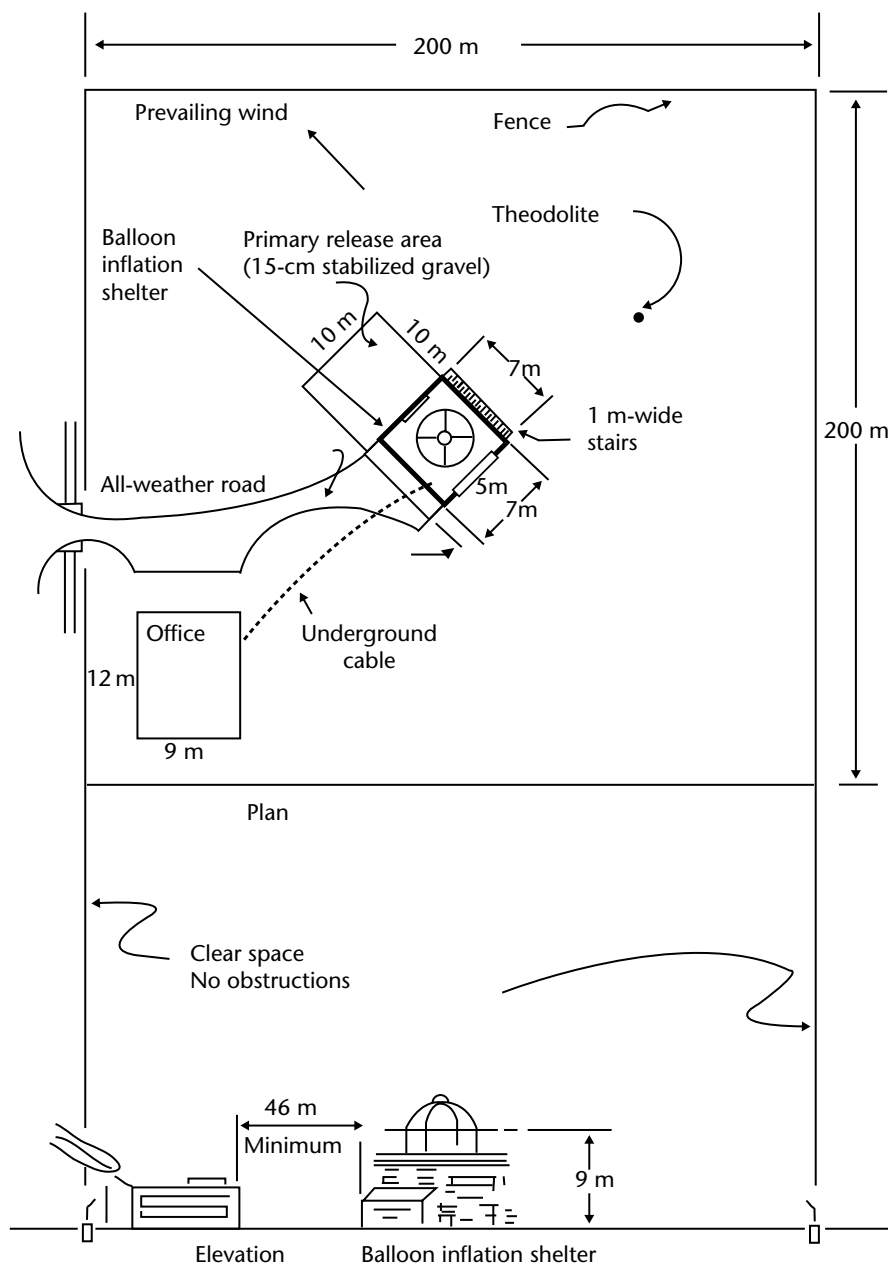 200 m
Prevailing wind
Fence
Theodolite
Balloon
inflation
shelter
Primary release area
(15-cm stabilized gravel)
10 m
10 m
7m
1 m-wide
stairs
200 m
All-weather road
5m
7m
Office
Underground
cable
12 m
9 m
Plan
Clear space
No obstructions
46 m
Minimum
9 m
Elevation
Balloon inflation shelter